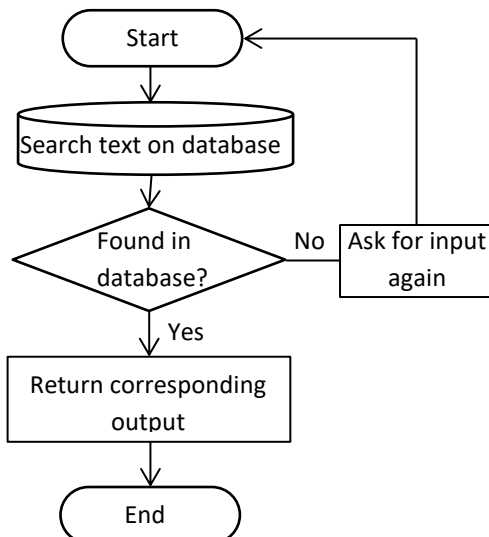 Start
Search text on database
Found in
database?
No
Ask for input
again
Yes
Return corresponding
output
End